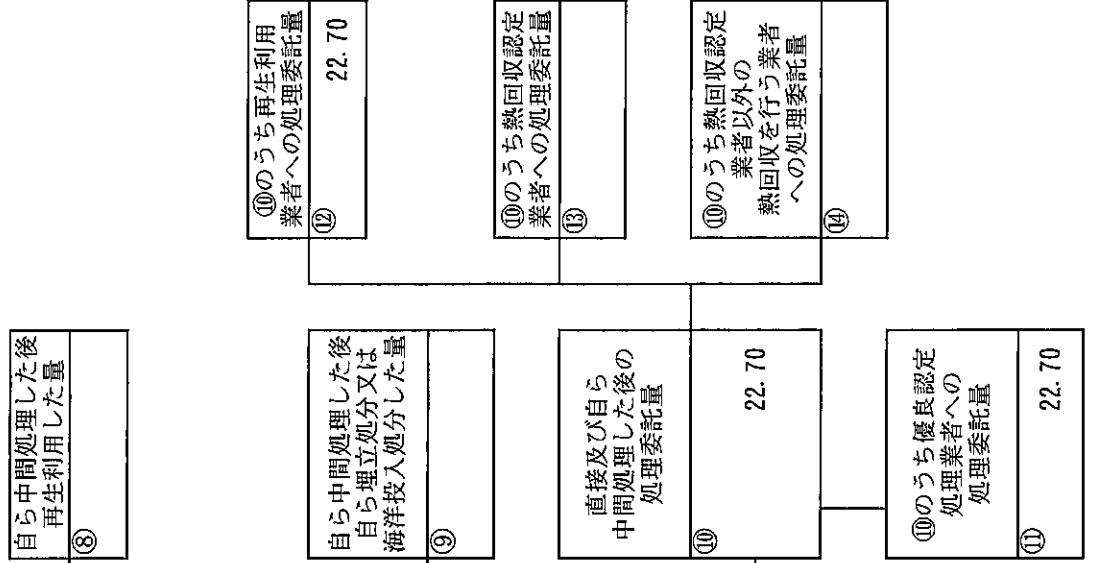 自ら中間処理した後
再生利用した量
⑧
自ら中間処理した後
自ら埋立処分又は
海洋投入処分した量
⑨
直接及び自ら
中間処理した後の
処理委託量
⑩
22.70
⑩のうち優良認定
処理業者への
処理委託量
⑪
22.70
⑩のうち再生利用
業者への処理委託量
⑫
22.70
⑩のうち熱回収認定
業者への処理委託量
⑬
⑩のうち熱回収認定
業者以外の
熱回収を行う業者
への処理委託量
⑭